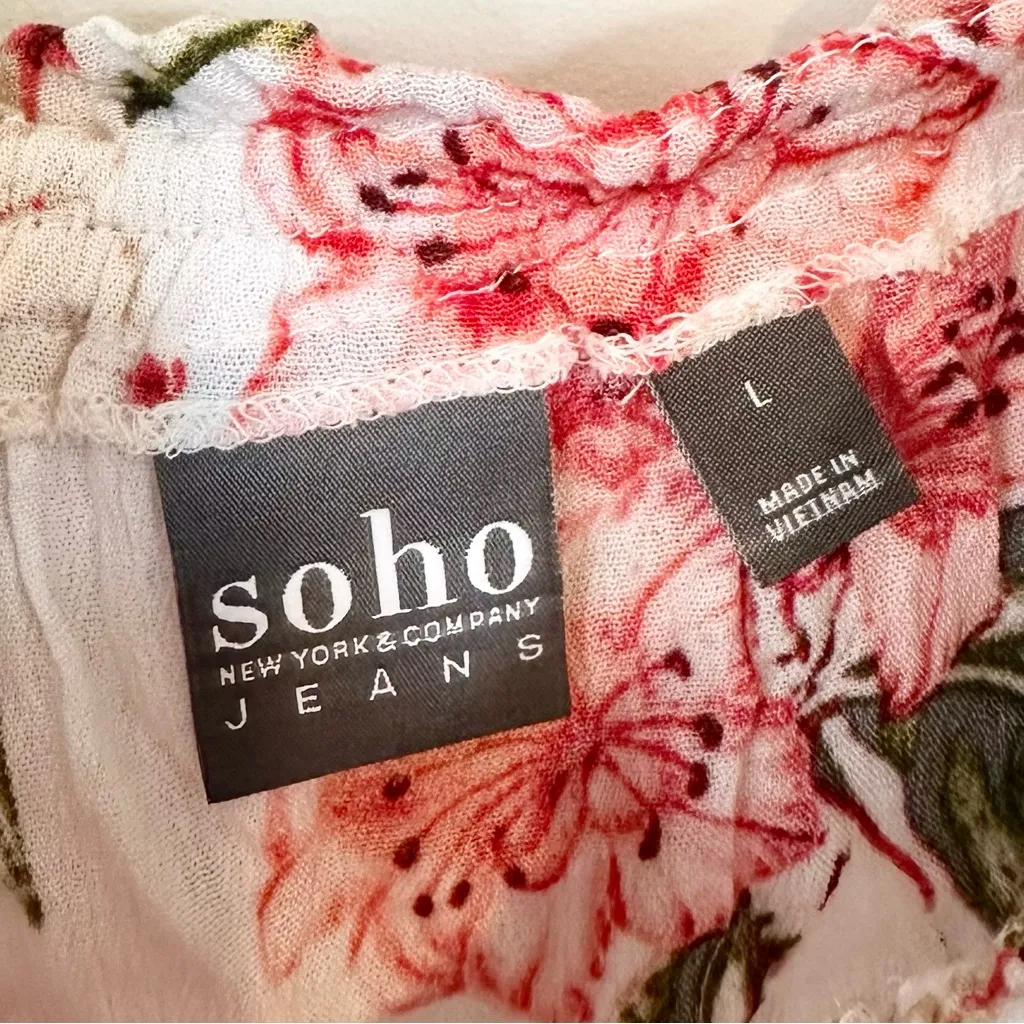 soho
NEW YORK & COMPANY
JEANS
L
MADE IN
VIETNAM